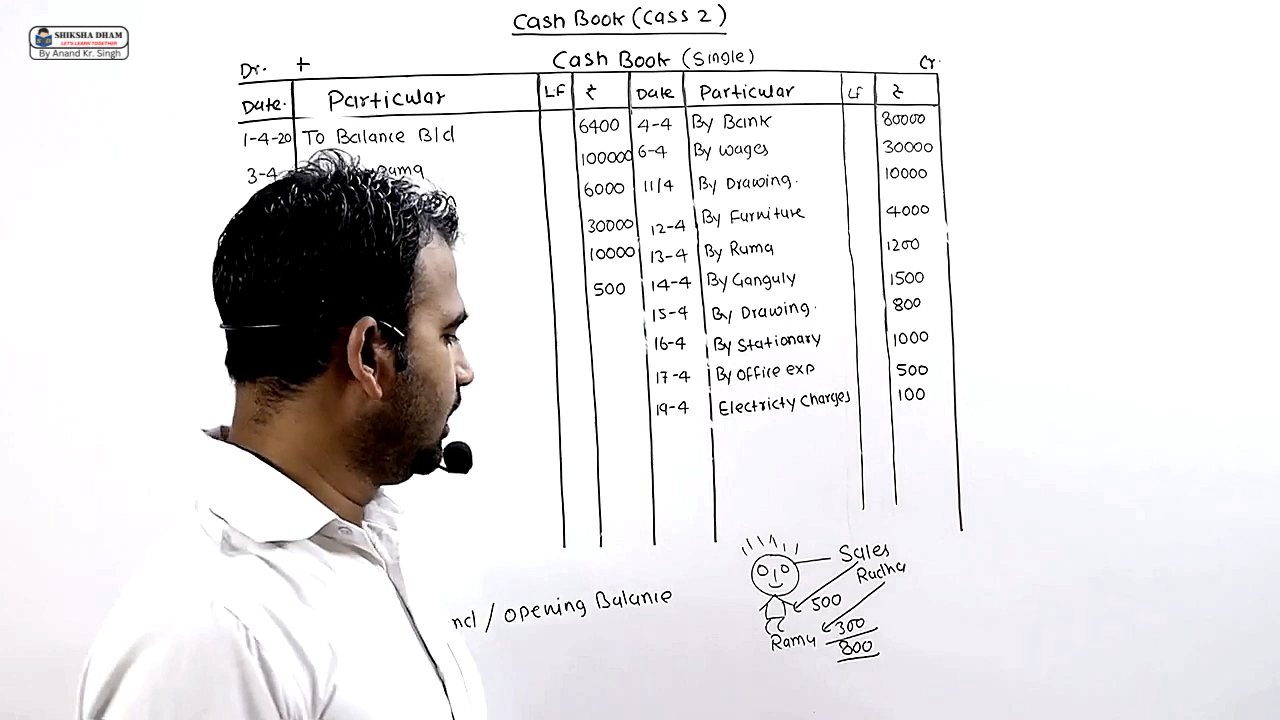 SHIKSHA DHAM
LET'S LEARN TOGETHER
By Anand Kr. Singh
Cash Book (Cass 2)
Cash Book (Single)
Dr. + Cr.
Date. Particular LF ₹ Date Particular LF ₹
1-4-20 To Balance B/d 6400 4-4 By Bank 80000
3-4 100000 6-4 By wages 30000
6000 11/4 By Drawing. 10000
30000 12-4 By Furniture 4000
10000 13-4 By Ruma 1200
500 14-4 By Ganguly 1500
15-4 By Drawing. 800
16-4 By Stationary 1000
17-4 By office exp 500
19-4 Electricty Charges 100
/ Opening Balance
Sales
Radha
500
300
Ramu 800